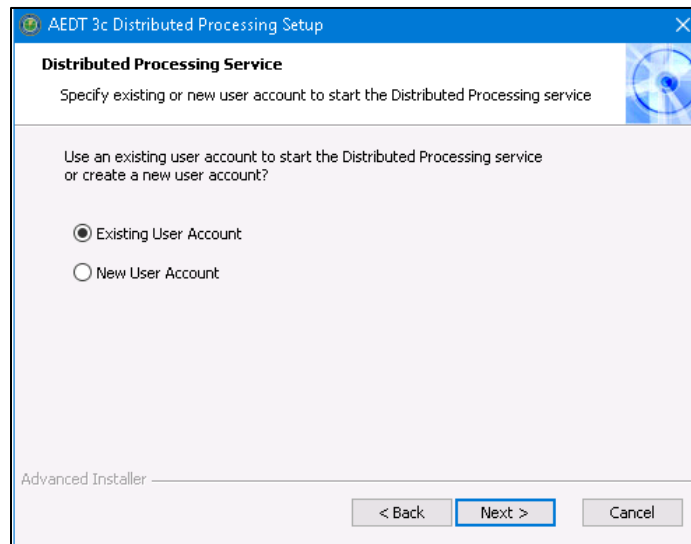 AEDT 3c Distributed Processing Setup
Distributed Processing Service
Specify existing or new user account to start the Distributed Processing service
Use an existing user account to start the Distributed Processing service
or create a new user account?
Existing User Account
New User Account
Advanced Installer
< Back
Next >
Cancel